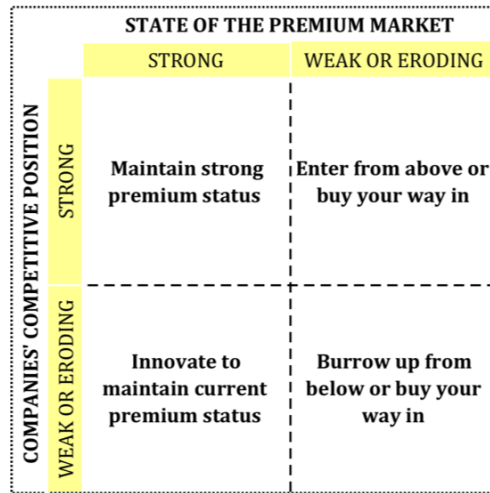 STATE OF THE PREMIUM MARKET
STRONG
WEAK OR ERODING
COMPANIES' COMPETITIVE POSITION
STRONG
Maintain strong
premium status
Enter from above or
buy your way in
WEAK OR ERODING
Innovate to
maintain current
premium status
Burrow up from
below or buy your
way in